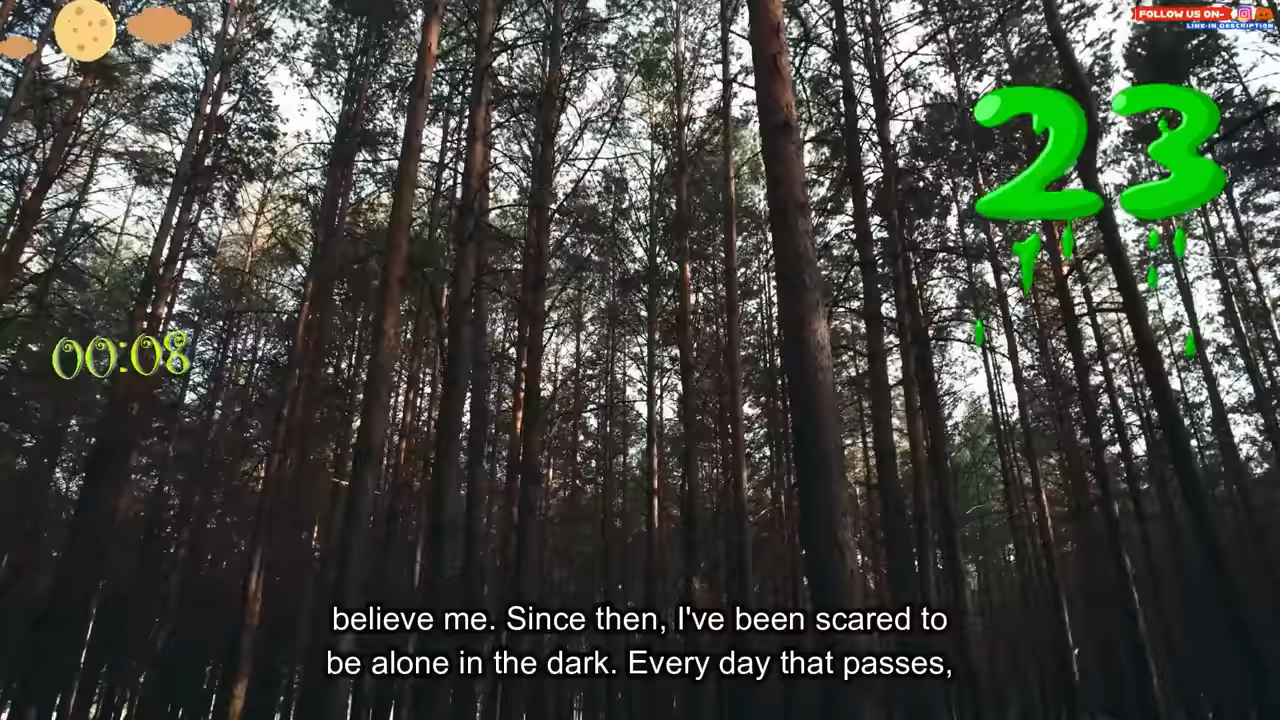 FOLLOW US ON-
LINK IN DESCRIPTION
23
00:08
believe me. Since then, I've been scared to
be alone in the dark. Every day that passes,